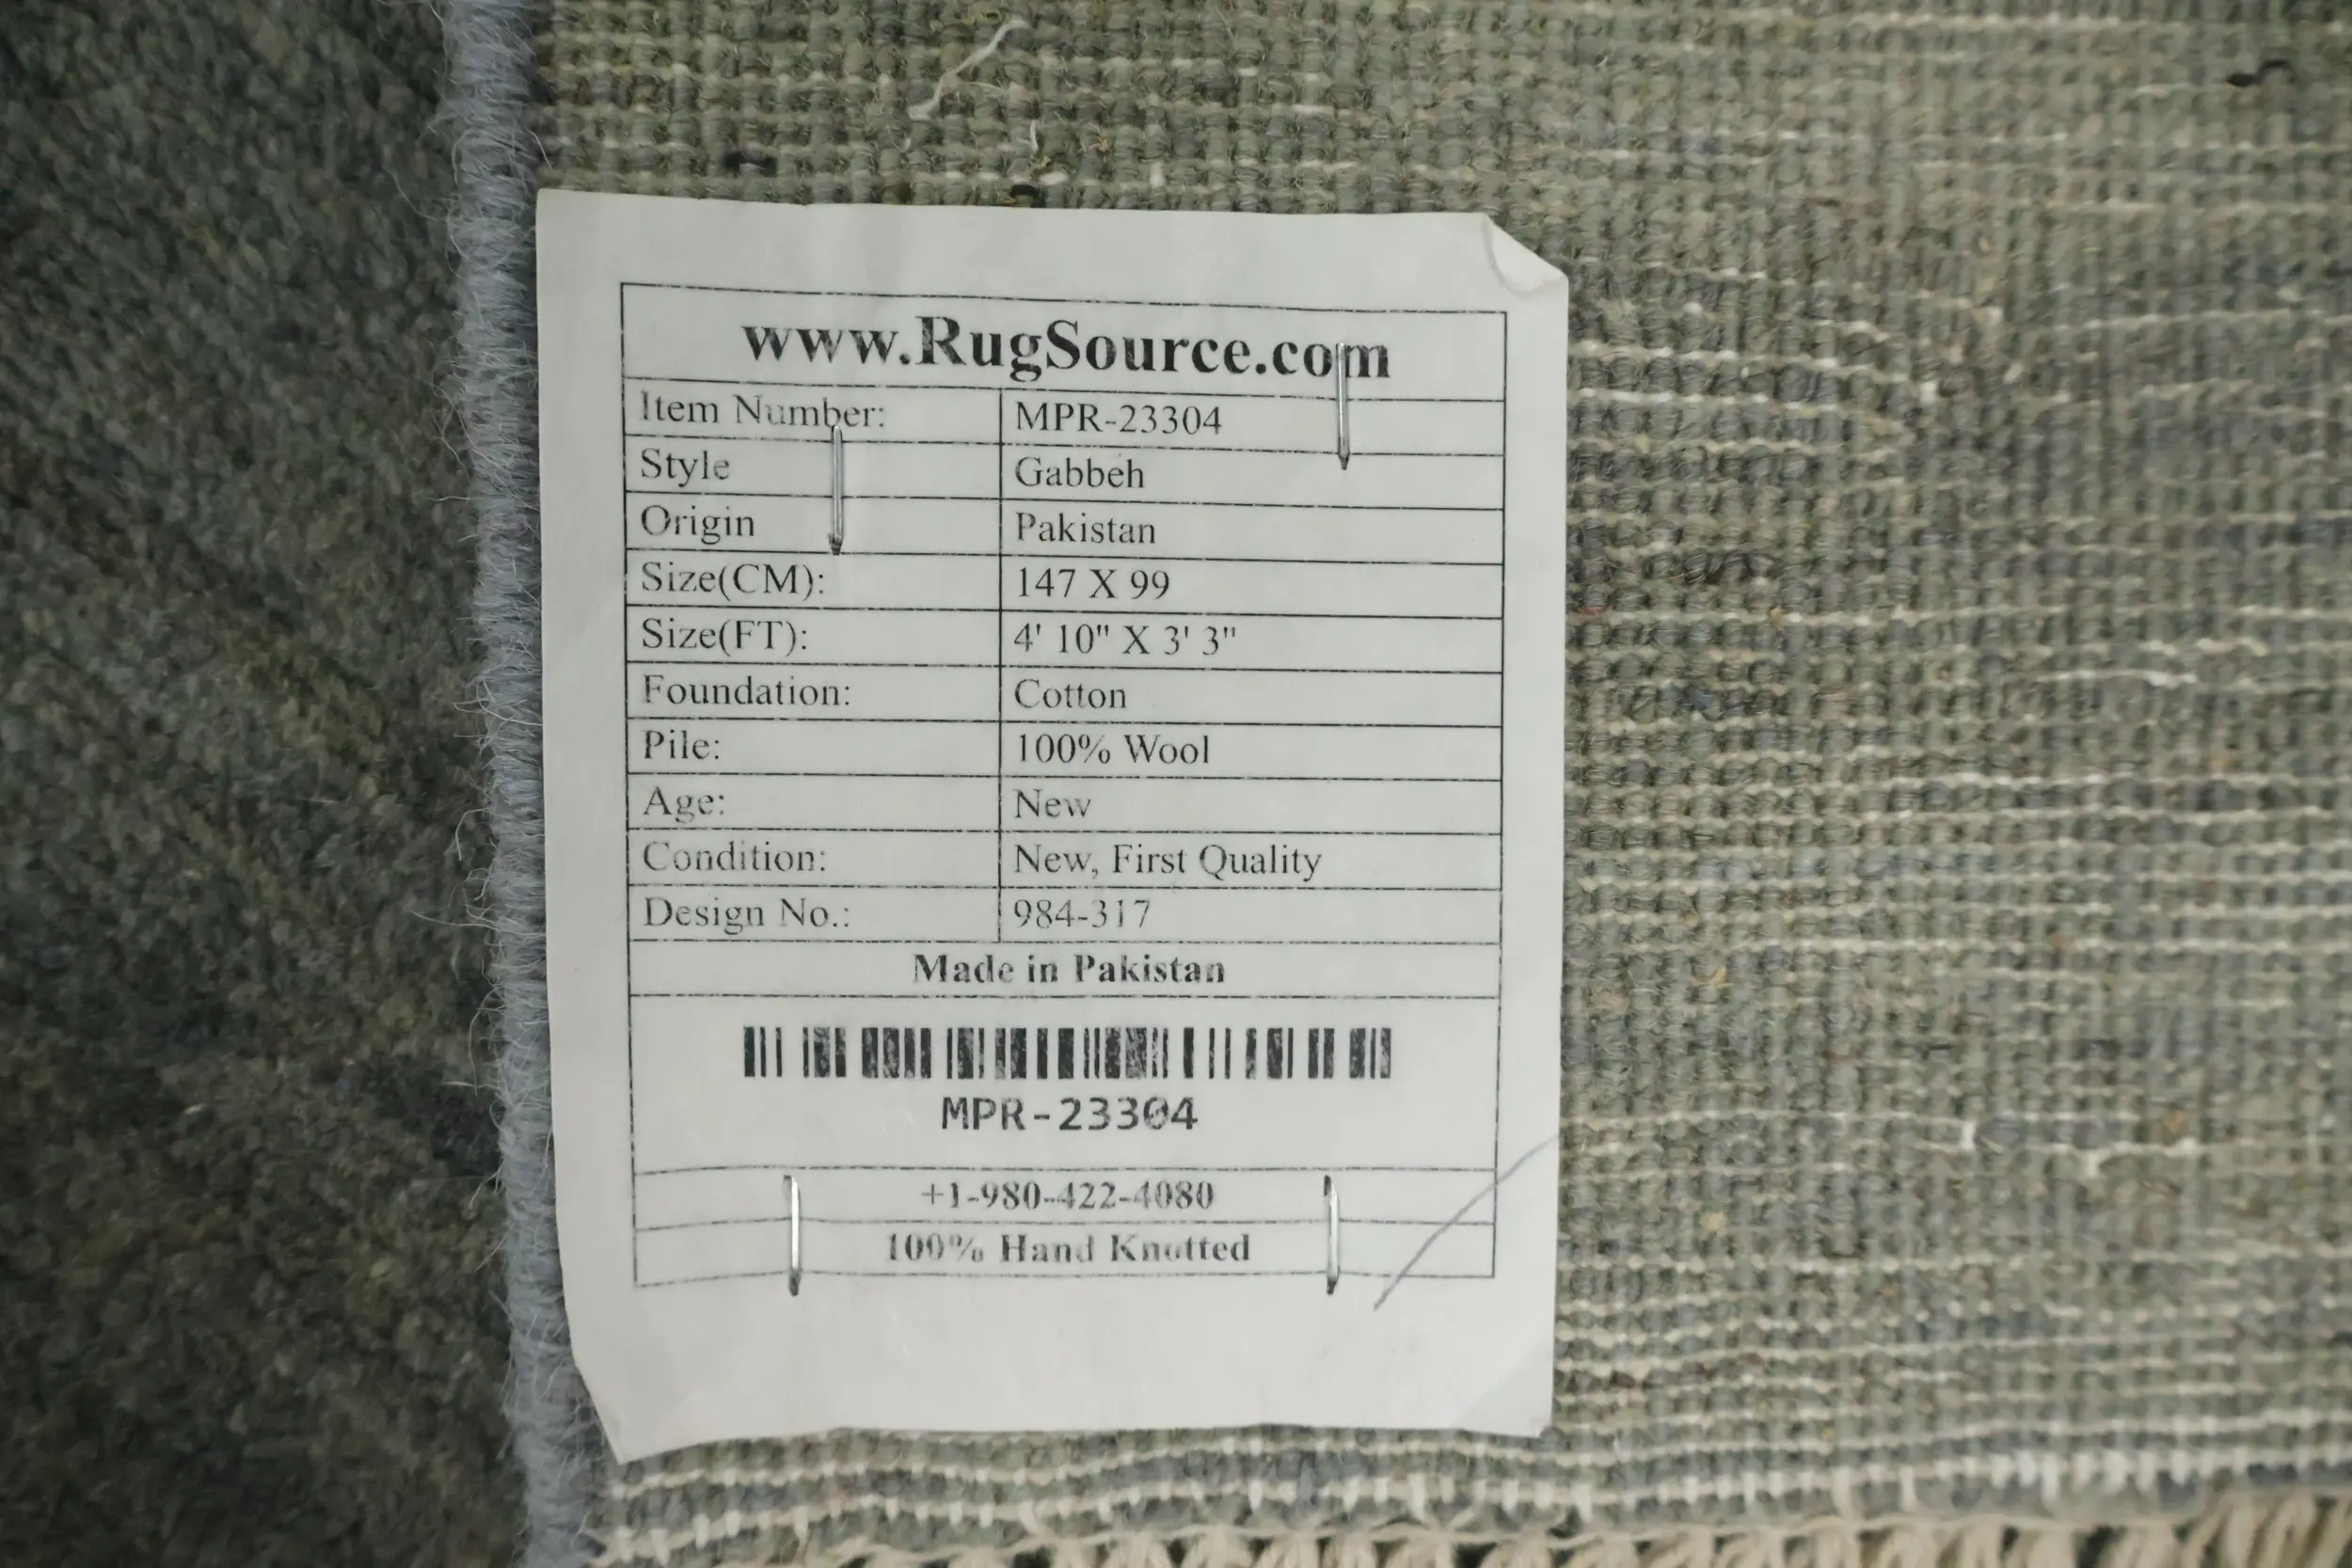 www.RugSource.com
Item Number: MPR-23304
Style Gabbeh
Origin Pakistan
Size(CM): 147 X 99
Size(FT): 4' 10" X 3' 3"
Foundation: Cotton
Pile: 100% Wool
Age: New
Condition: New, First Quality
Design No.: 984-317
Made in Pakistan
MPR-23304
+1-980-422-4080
100% Hand Knotted